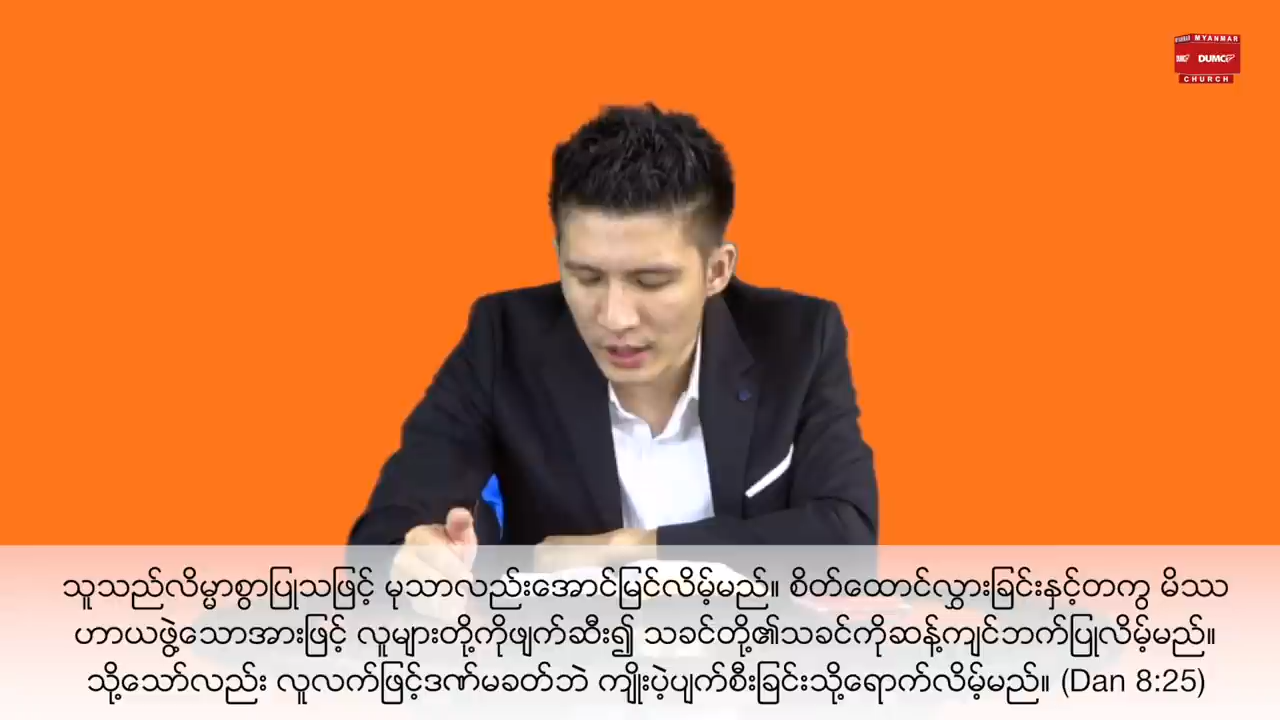 MYANMAR MYANMAR
DUMC DUMC
CHURCH
သူသည်လိမ္မာစွာပြုသဖြင့် မုသာလည်းအောင်မြင်လိမ့်မည်။ စိတ်ထောင်လွှားခြင်းနှင့်တကွ မိဿ
ဟာယဖွဲ့သောအားဖြင့် လူများတို့ကိုဖျက်ဆီး၍ သခင်တို့၏သခင်ကိုဆန့်ကျင်ဘက်ပြုလိမ့်မည်။
သို့သော်လည်း လူလက်ဖြင့်ဒဏ်မခတ်ဘဲ ကျိုးပဲ့ပျက်စီးခြင်းသို့ရောက်လိမ့်မည်။ (Dan 8:25)